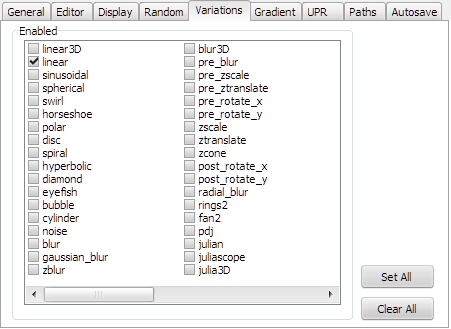 General Editor Display Random Variations Gradient UPR Paths Autosave
Enabled
linear3D
linear
sinusoidal
spherical
swirl
horseshoe
polar
disc
spiral
hyperbolic
diamond
eyefish
bubble
cylinder
noise
blur
gaussian_blur
zblur
blur3D
pre_blur
pre_zscale
pre_ztranslate
pre_rotate_x
pre_rotate_y
zscale
ztranslate
zcone
post_rotate_x
post_rotate_y
radial_blur
rings2
fan2
pdj
julian
juliascope
julia3D
Set All
Clear All